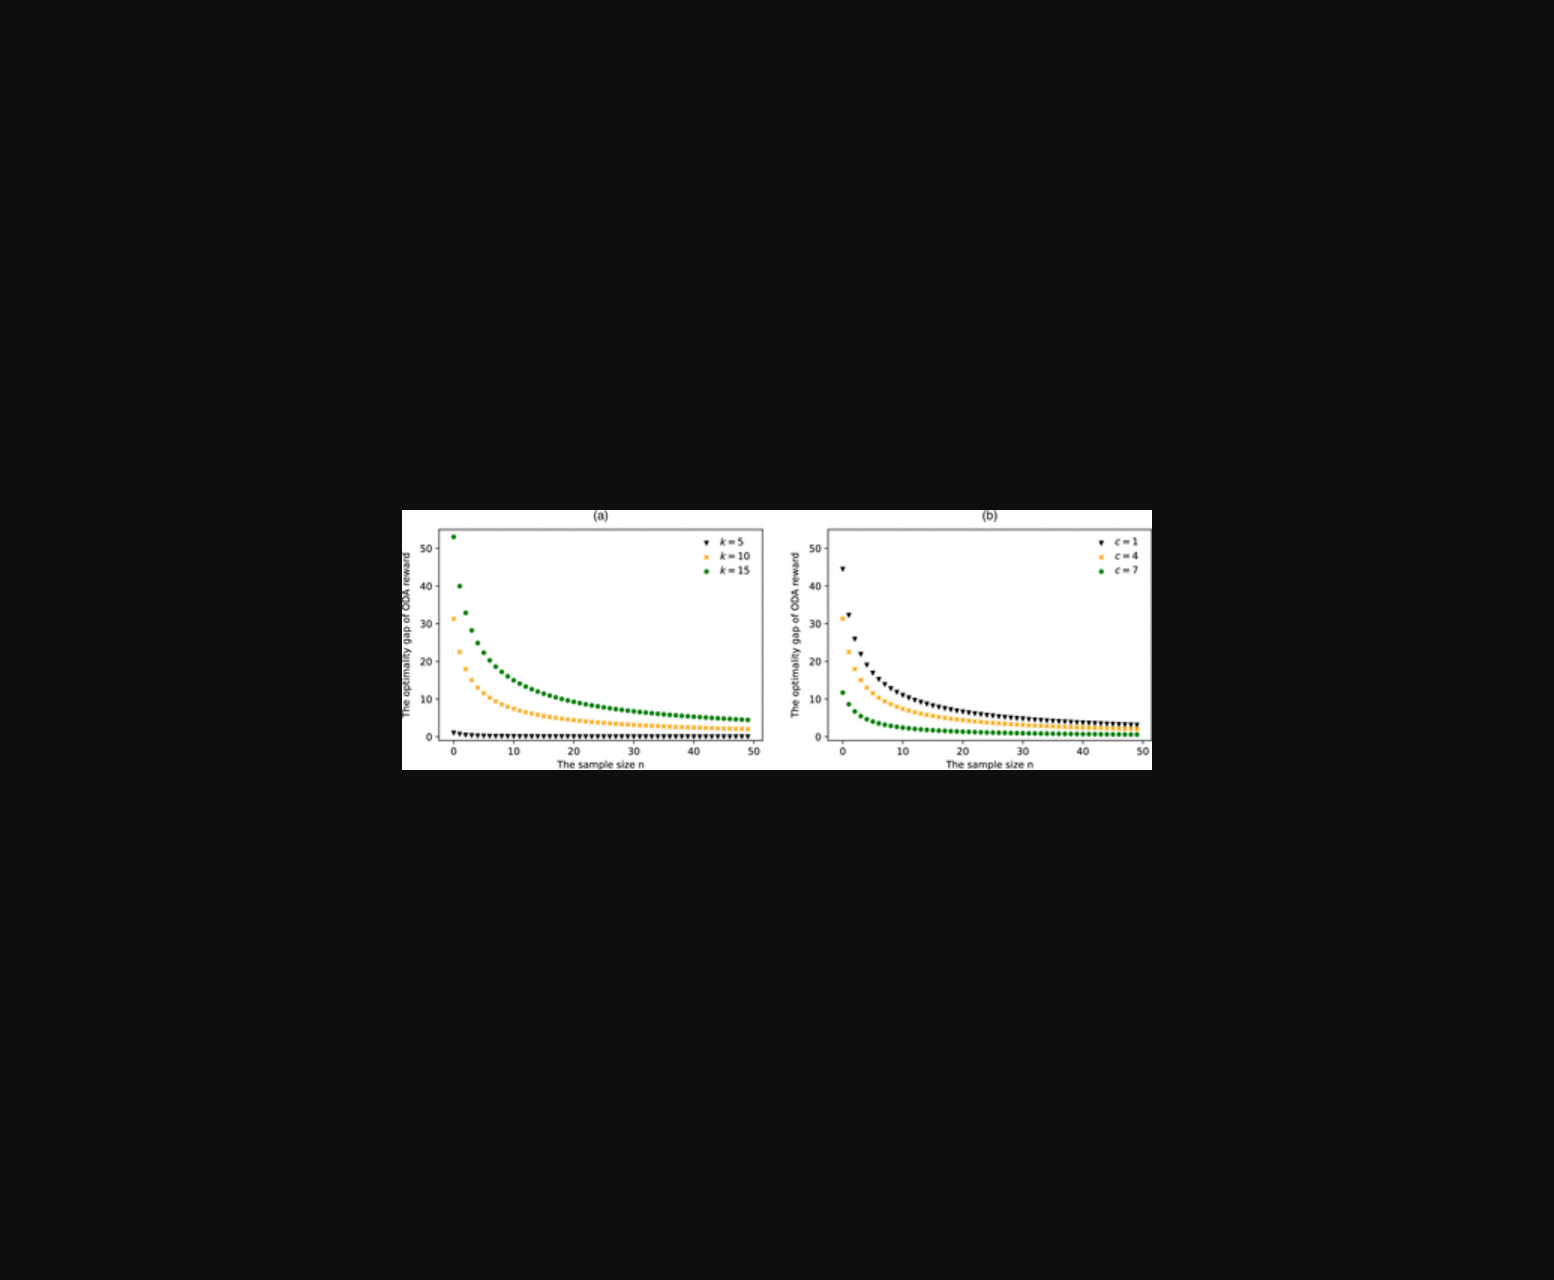 (a)
The optimality gap of ODA reward
50
40
30
20
10
0
k = 5
k = 10
k = 15
0 10 20 30 40 50
The sample size n
(b)
The optimality gap of ODA reward
50
40
30
20
10
0
c = 1
c = 4
c = 7
0 10 20 30 40 50
The sample size n